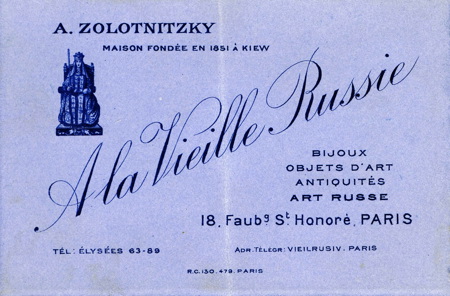 A. ZOLOTNITZKY
MAISON FONDÉE EN 1851 À KIEW
A la Vieille Russie
BIJOUX
OBJETS D'ART
ANTIQUITÉS
ART RUSSE
18, Faubg St Honoré, PARIS
TÉL: ÉLYSÉES 63-89
ADR. TÉLÉGR: VIEILRUSIV. PARIS
R.C. 130.479. PARIS